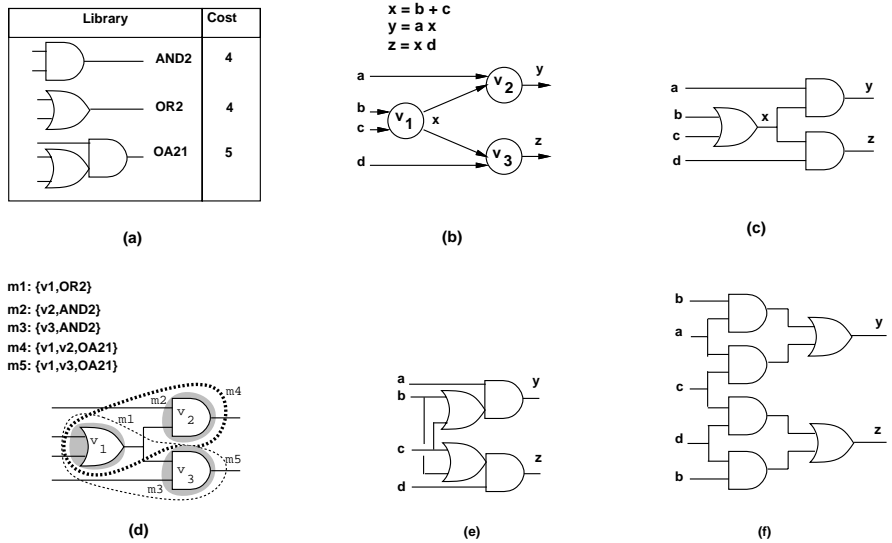 Library Cost
AND2 4
OR2 4
OA21 5
(a)
x = b + c
y = a x
z = x d
a
b
c
d
v1
v2
v3
x
y
z
(b)
a
b
c
d
x
y
z
(c)
m1: {v1,OR2}
m2: {v2,AND2}
m3: {v3,AND2}
m4: {v1,v2,OA21}
m5: {v1,v3,OA21}
m4
m2
v2
m1
v1
v3
m5
m3
(d)
a
b
c
d
y
z
(e)
b
a
c
d
b
y
z
(f)